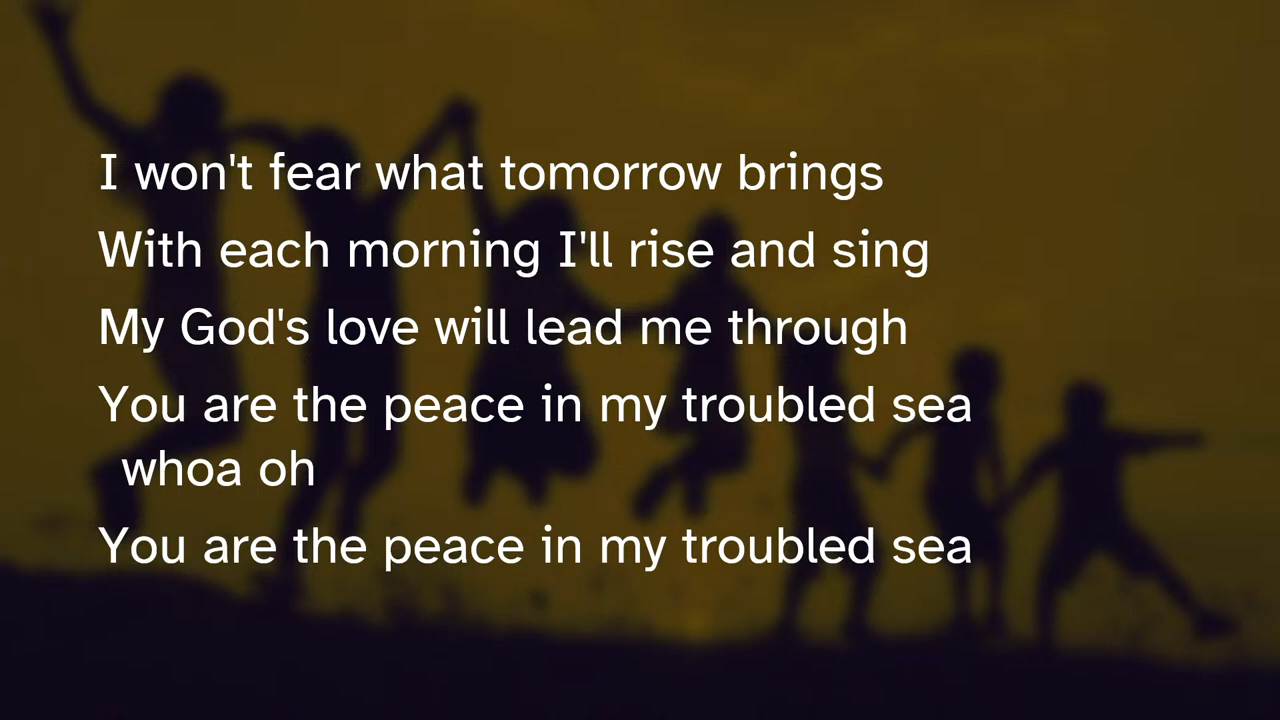 I won't fear what tomorrow brings
With each morning I'll rise and sing
My God's love will lead me through
You are the peace in my troubled sea
whoa oh
You are the peace in my troubled sea